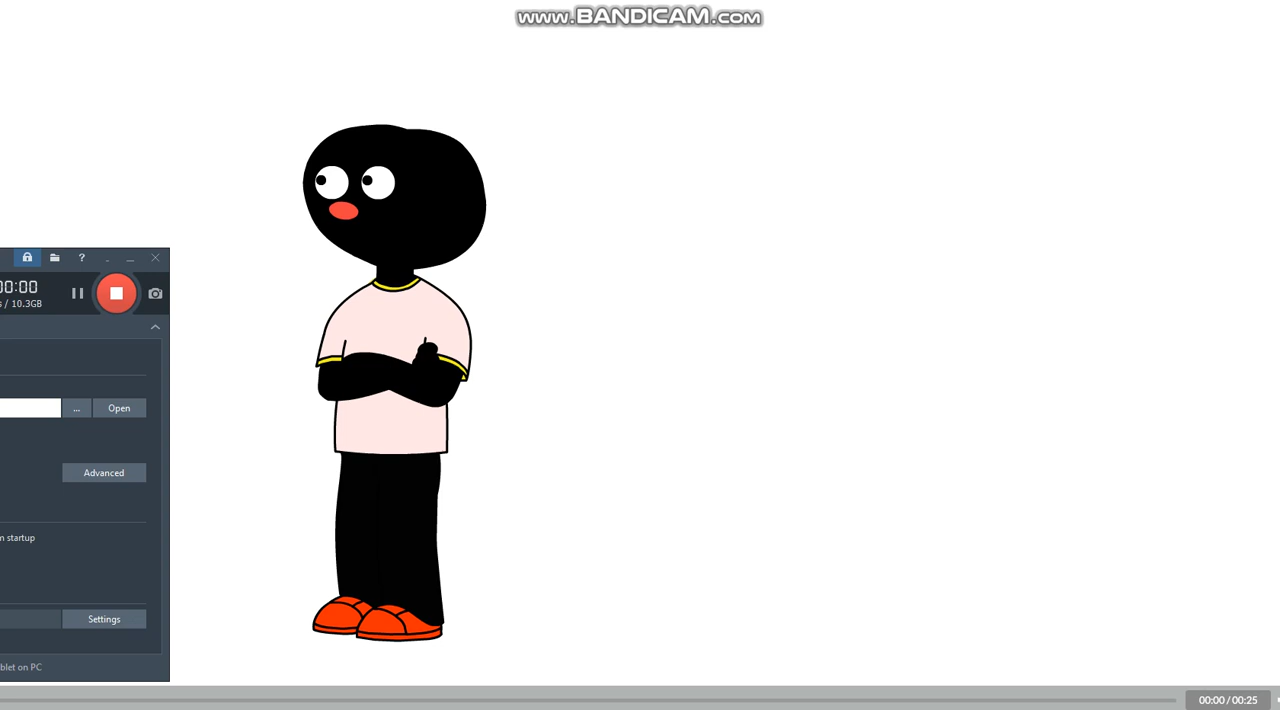 www.BANDICAM.com
?
00:00
s / 10.3GB
... Open
Advanced
n startup
Settings
blet on PC
00:00 / 00:25